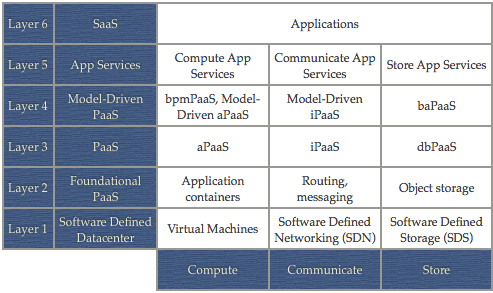 Layer 6 SaaS Applications
Layer 5 App Services Compute App Services Communicate App Services Store App Services
Layer 4 Model-Driven PaaS bpmPaaS, Model-Driven aPaaS Model-Driven iPaaS baPaaS
Layer 3 PaaS aPaaS iPaaS dbPaaS
Layer 2 Foundational PaaS Application containers Routing, messaging Object storage
Layer 1 Software Defined Datacenter Virtual Machines Software Defined Networking (SDN) Software Defined Storage (SDS)
Compute Communicate Store